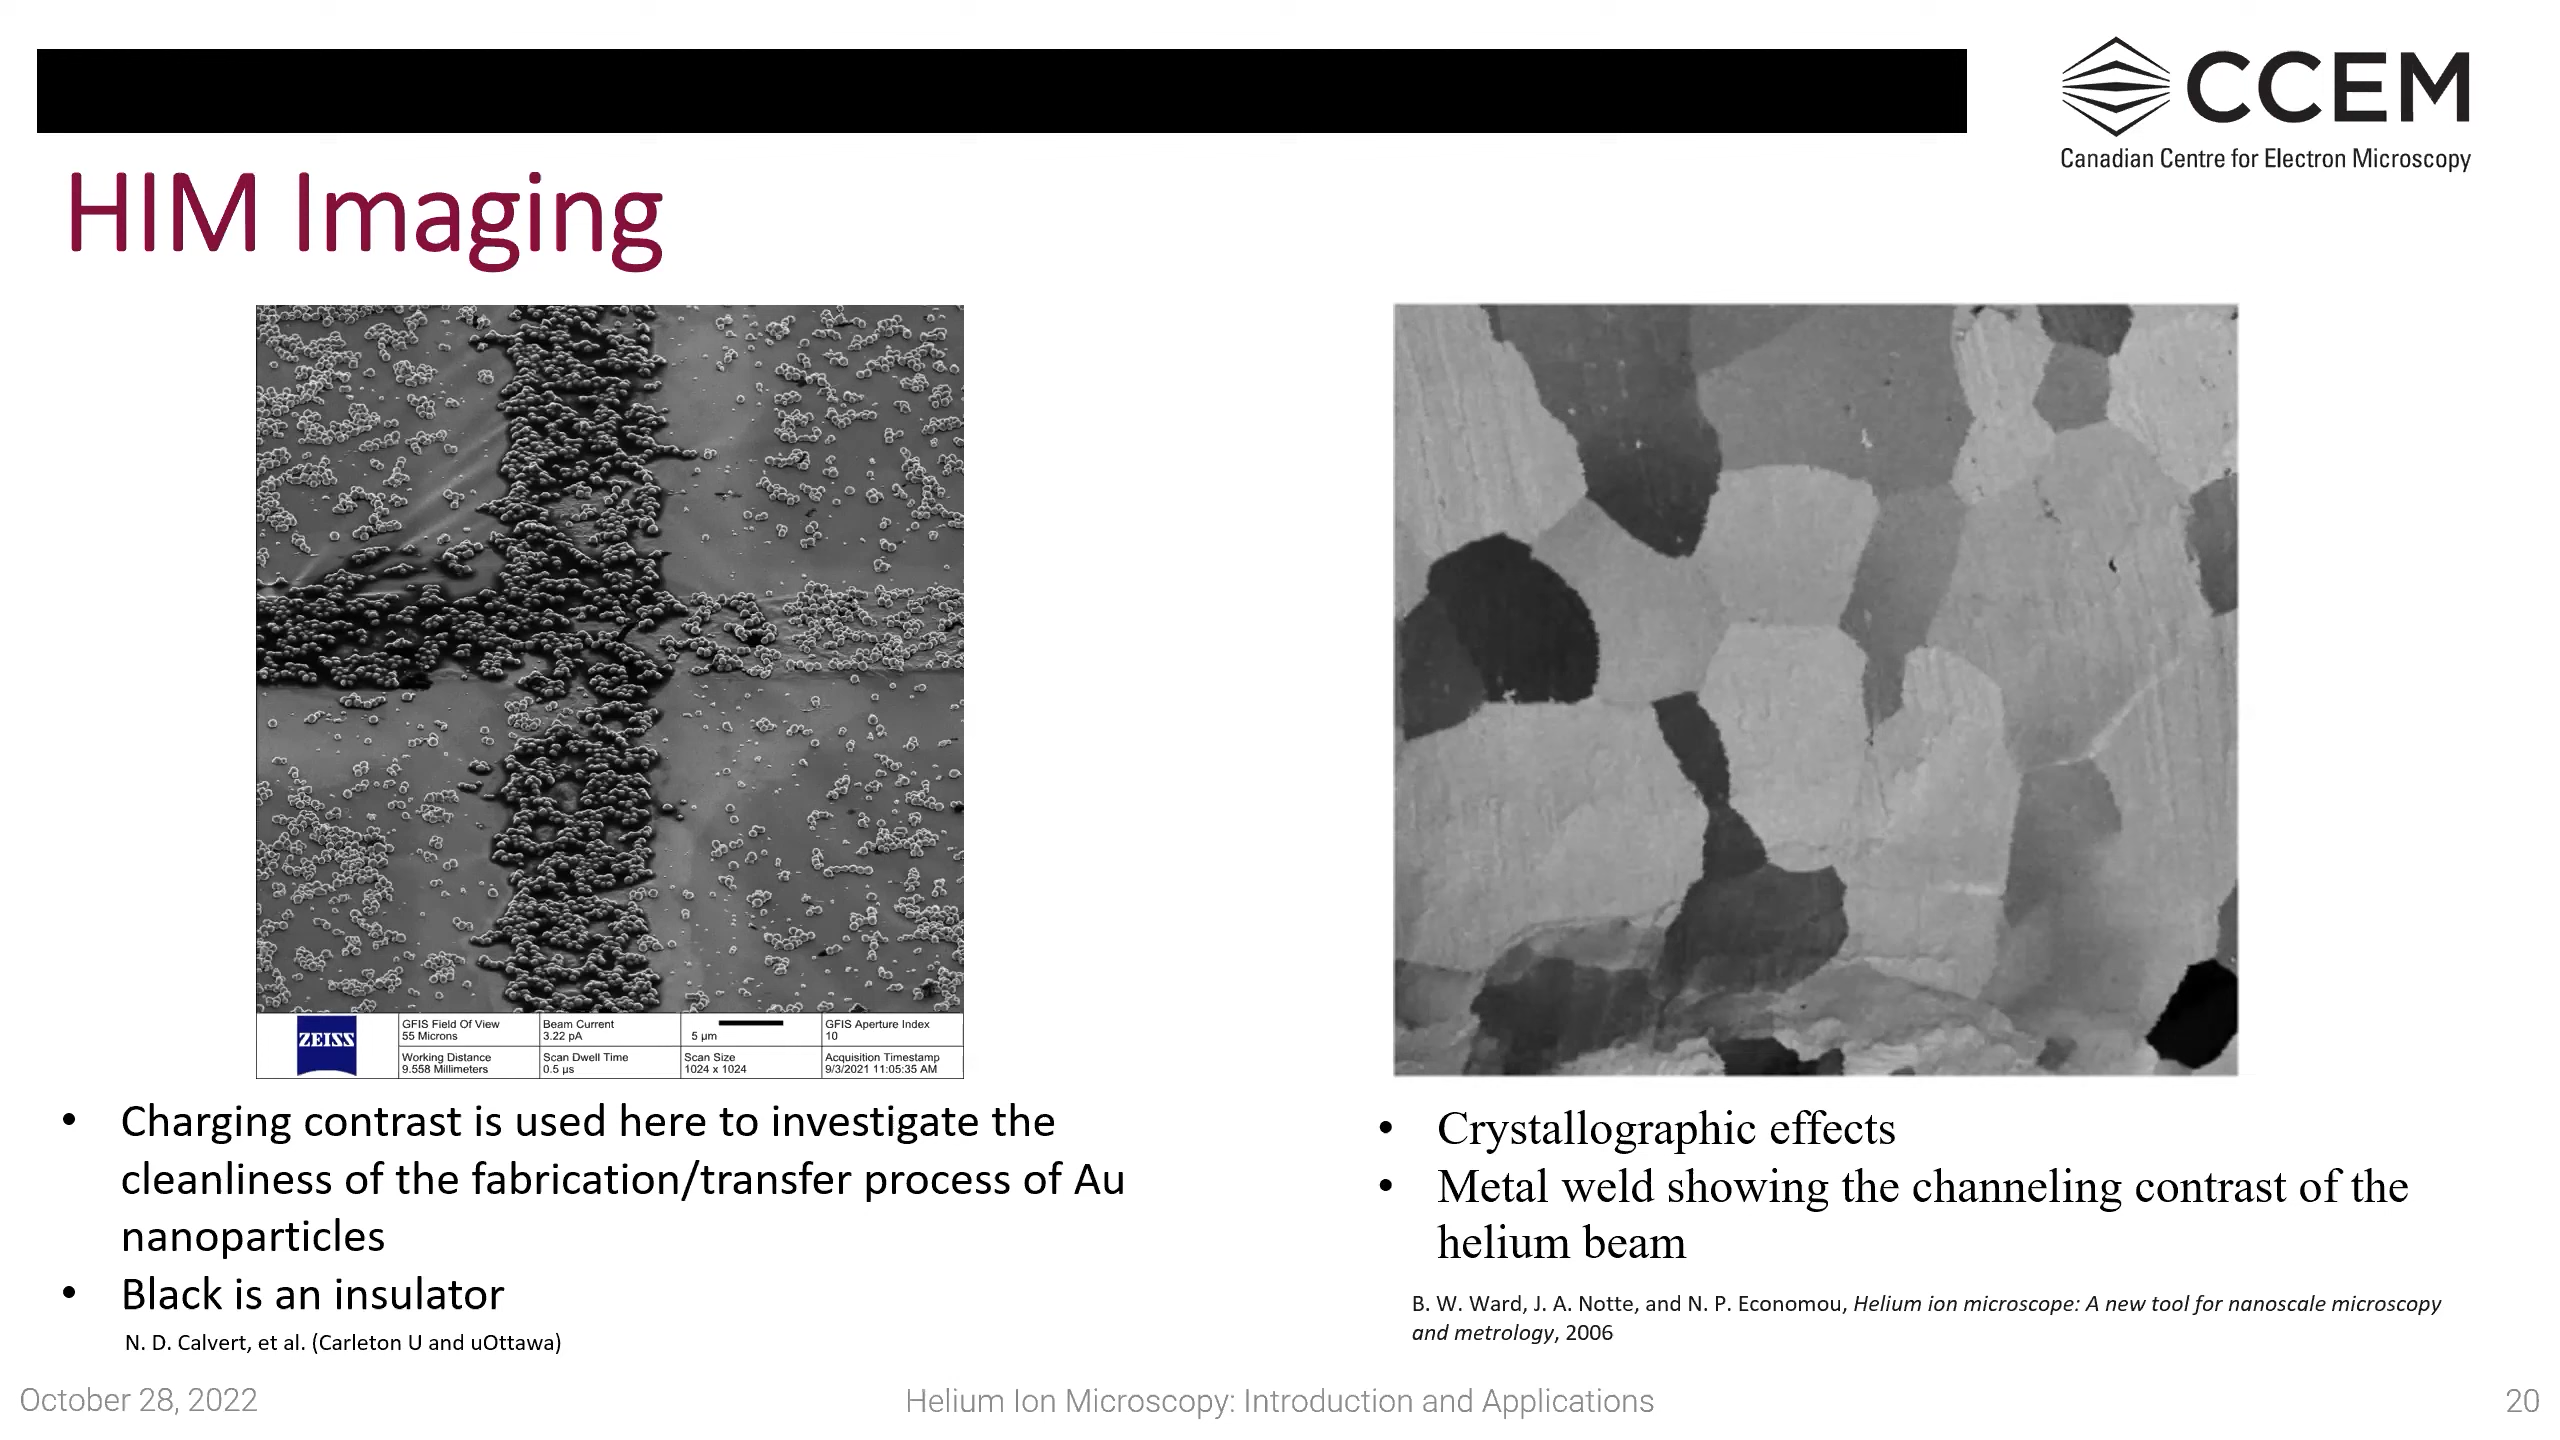 CCEM
Canadian Centre for Electron Microscopy
HIM Imaging
ZEISS
GFIS Field Of View
55 Microns
Beam Current
3.22 pA
5 µm
GFIS Aperture Index
10
Working Distance
9.558 Millimeters
Scan Dwell Time
0.5 µs
Scan Size
1024 x 1024
Acquisition Timestamp
9/3/2021 11:05:35 AM
• Charging contrast is used here to investigate the
cleanliness of the fabrication/transfer process of Au
nanoparticles
• Black is an insulator
N. D. Calvert, et al. (Carleton U and uOttawa)
• Crystallographic effects
• Metal weld showing the channeling contrast of the
helium beam
B. W. Ward, J. A. Notte, and N. P. Economou, Helium ion microscope: A new tool for nanoscale microscopy
and metrology, 2006
October 28, 2022
Helium Ion Microscopy: Introduction and Applications
20